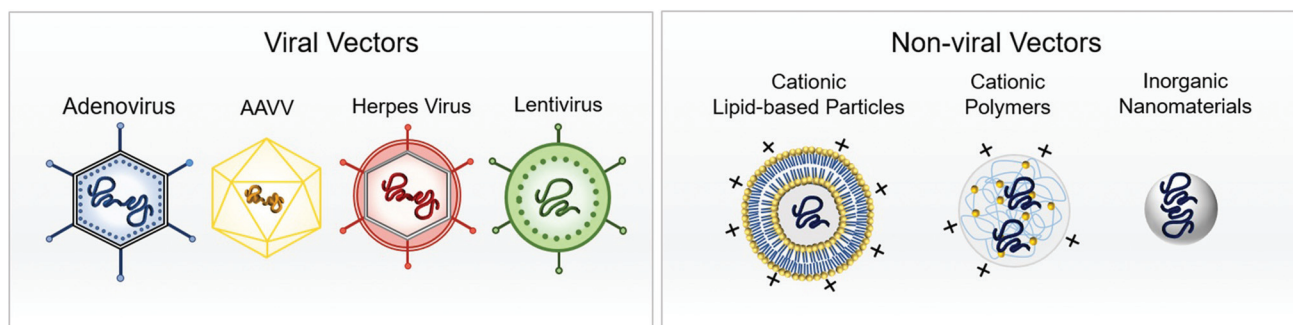 Viral Vectors
Adenovirus
AAVV
Herpes Virus
Lentivirus
Non-viral Vectors
Cationic
Lipid-based Particles
Cationic
Polymers
Inorganic
Nanomaterials